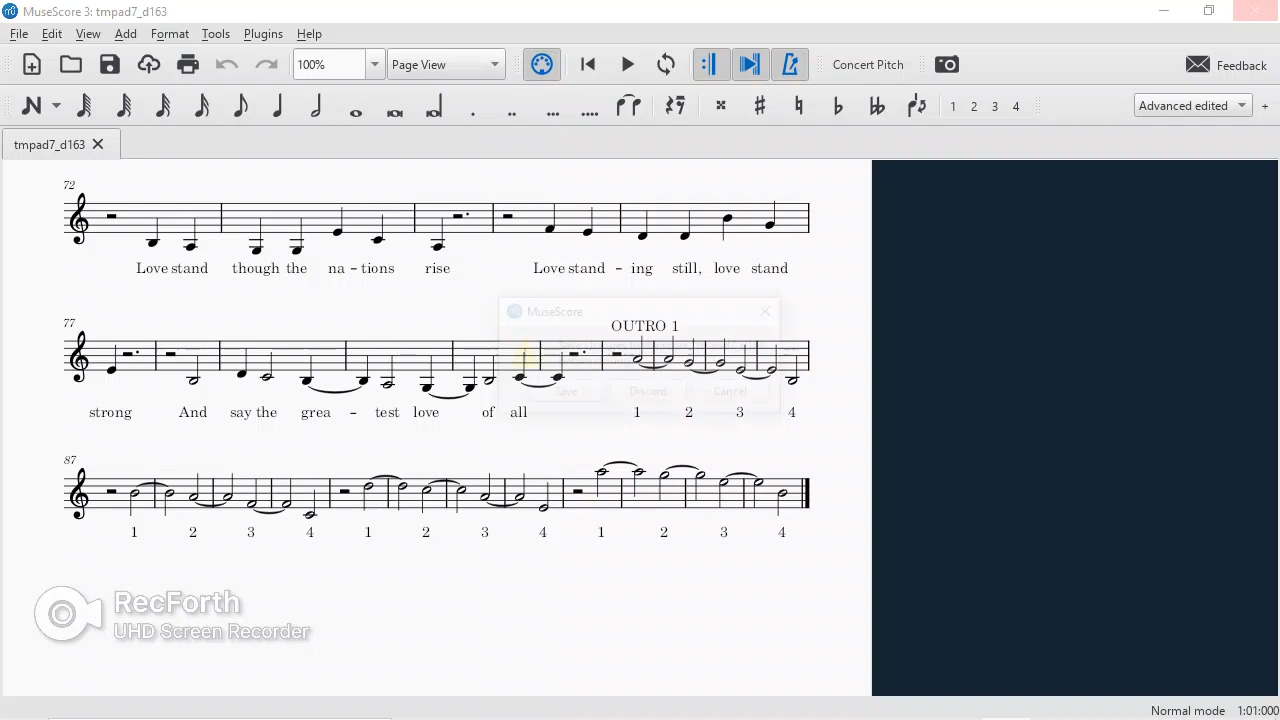 MuseScore 3: tmpad7_d163
File Edit View Add Format Tools Plugins Help
100% Page View Concert Pitch Feedback
1 2 3 4 Advanced edited +
tmpad7_d163
72
Love stand though the na - tions rise Love stand - ing still, love stand
MuseScore
77 OUTRO 1
Save Discard Cancel
strong And say the grea - test love of all 1 2 3 4
87
1 2 3 4 1 2 3 4 1 2 3 4
RecForth
UHD Screen Recorder
Normal mode 1:01:000